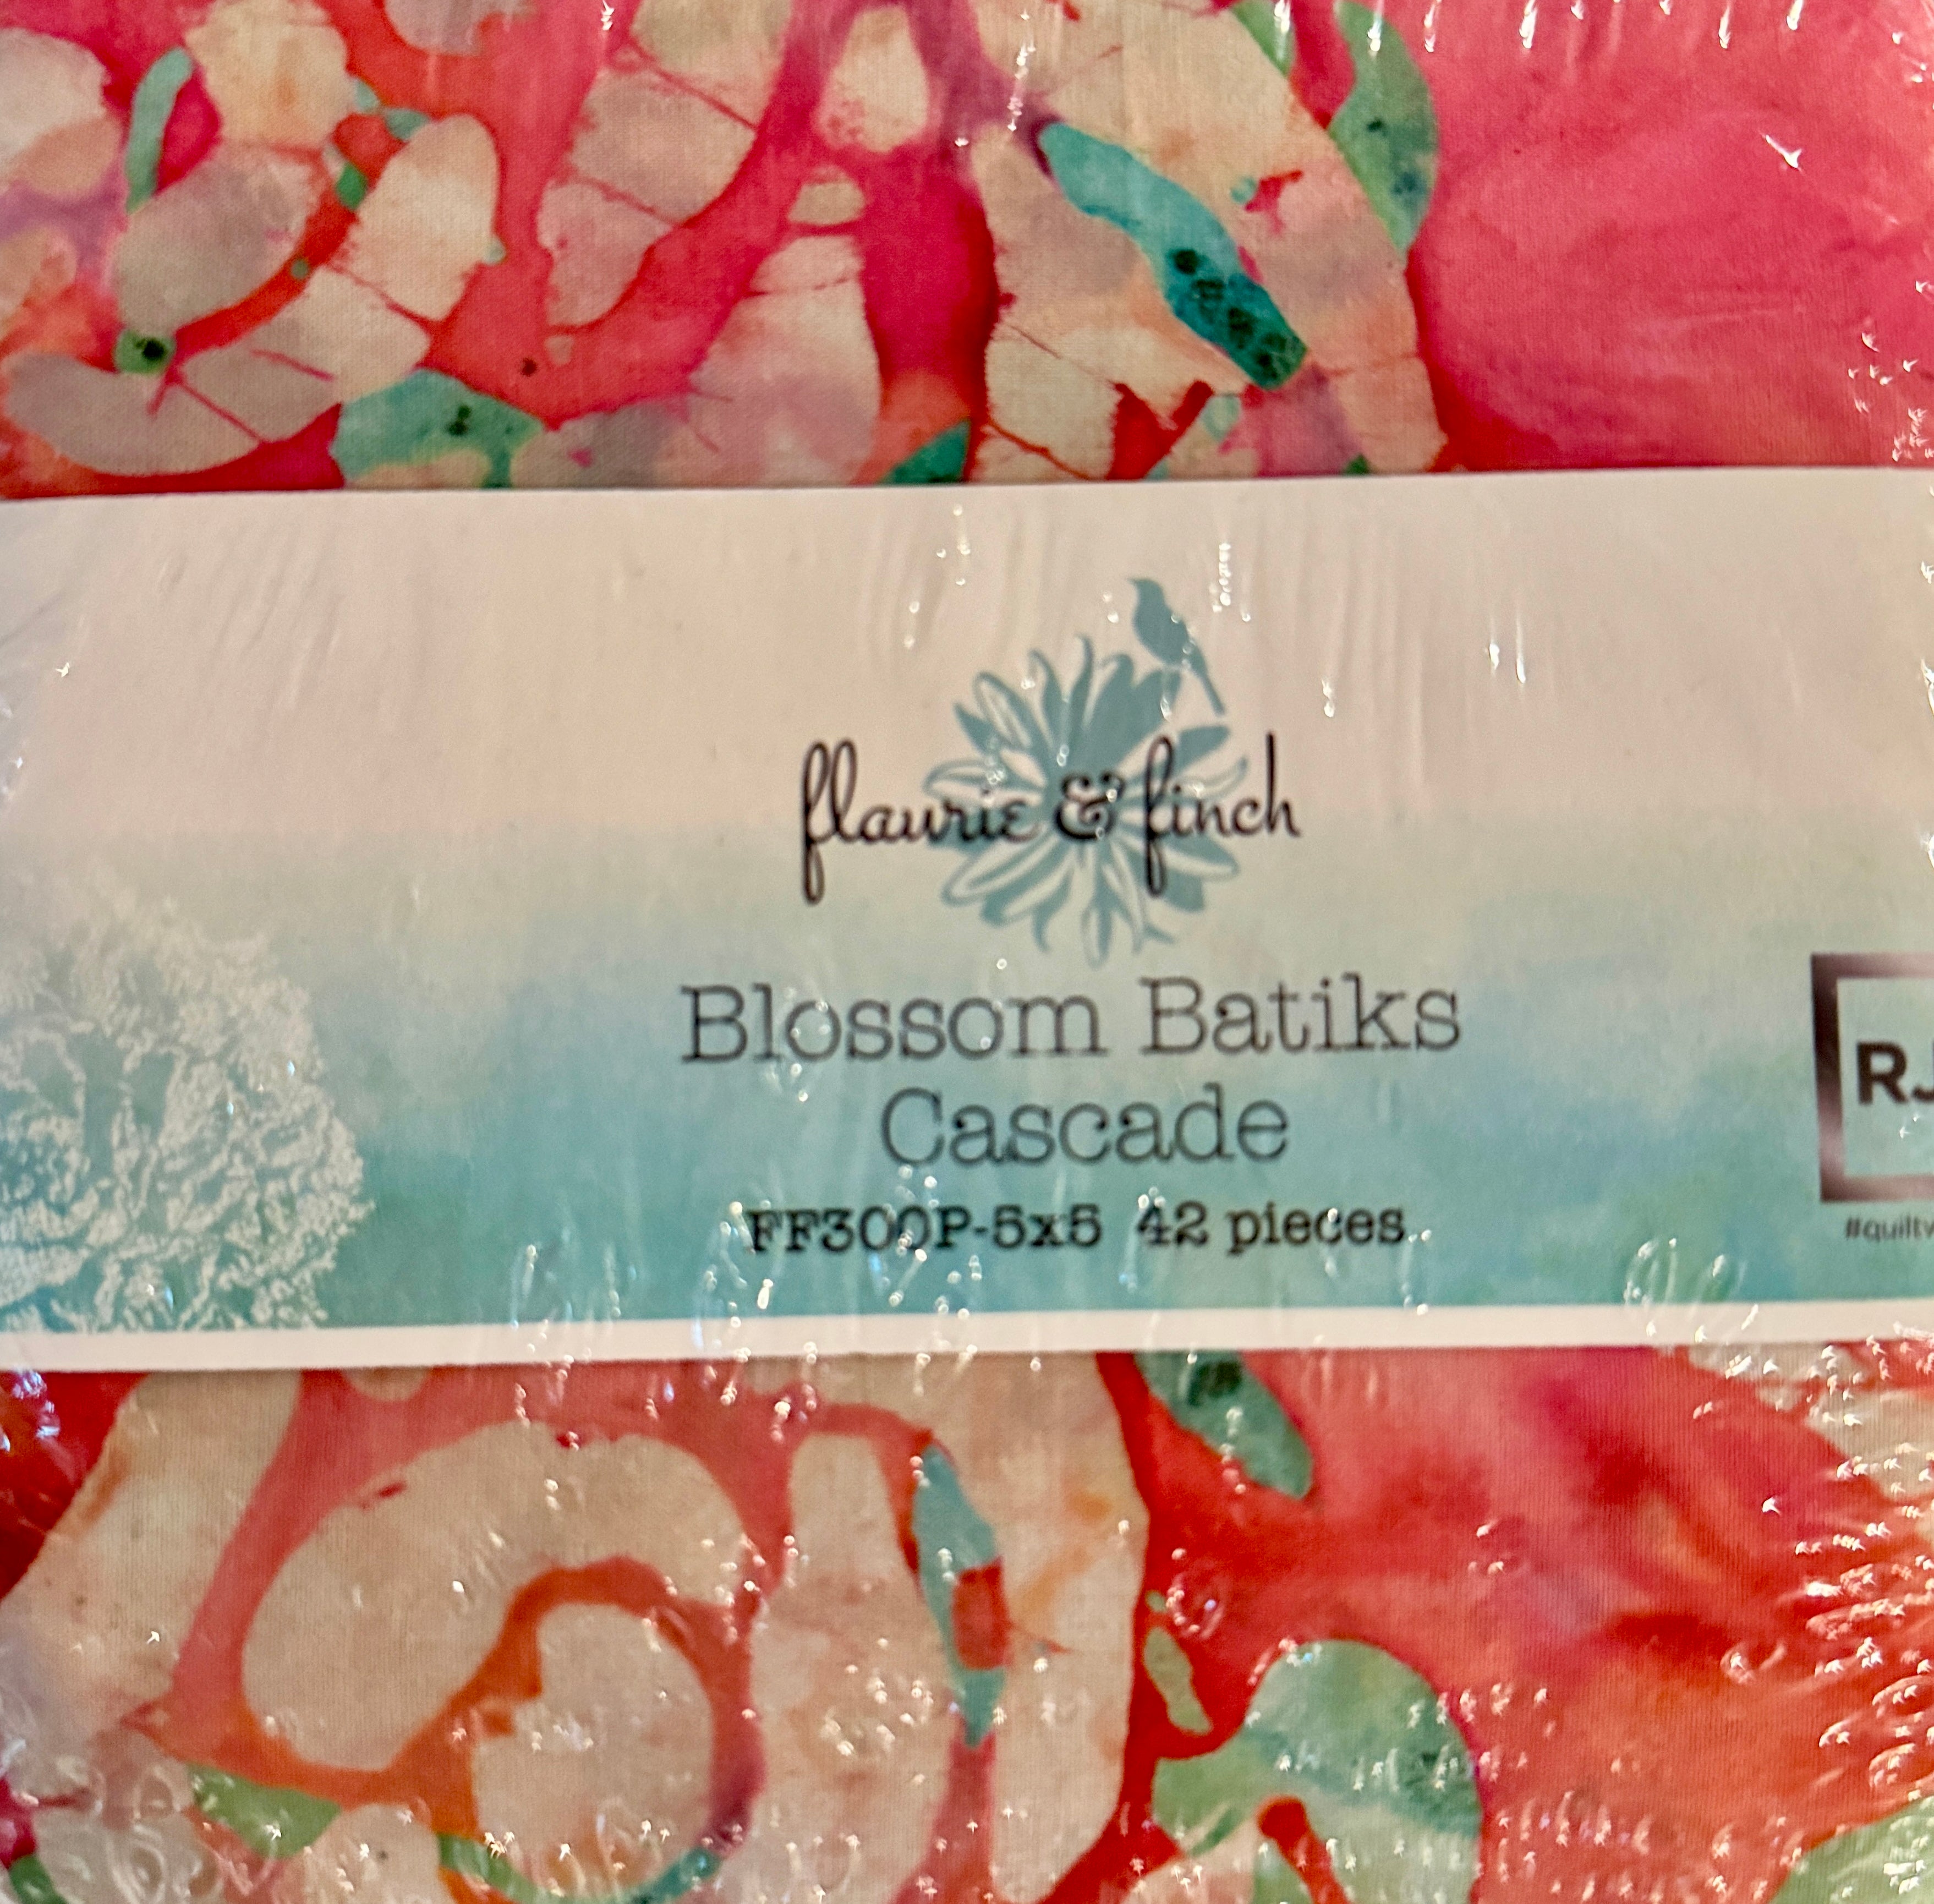 flaurie & finch
Blossom Batiks
Cascade
FF300P-5x5 42 pieces
RJ